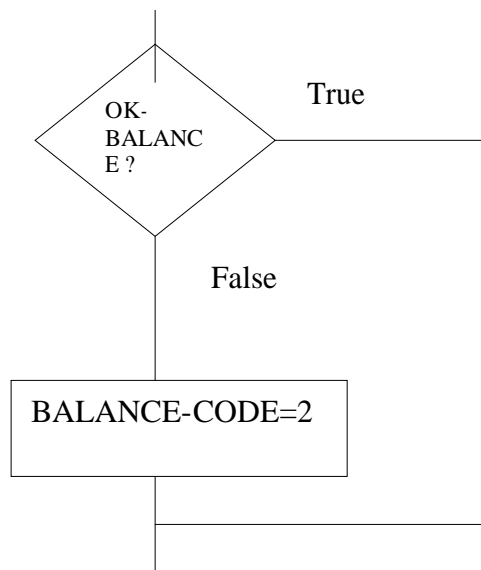 True
OK-
BALANC
E ?
False
BALANCE-CODE=2